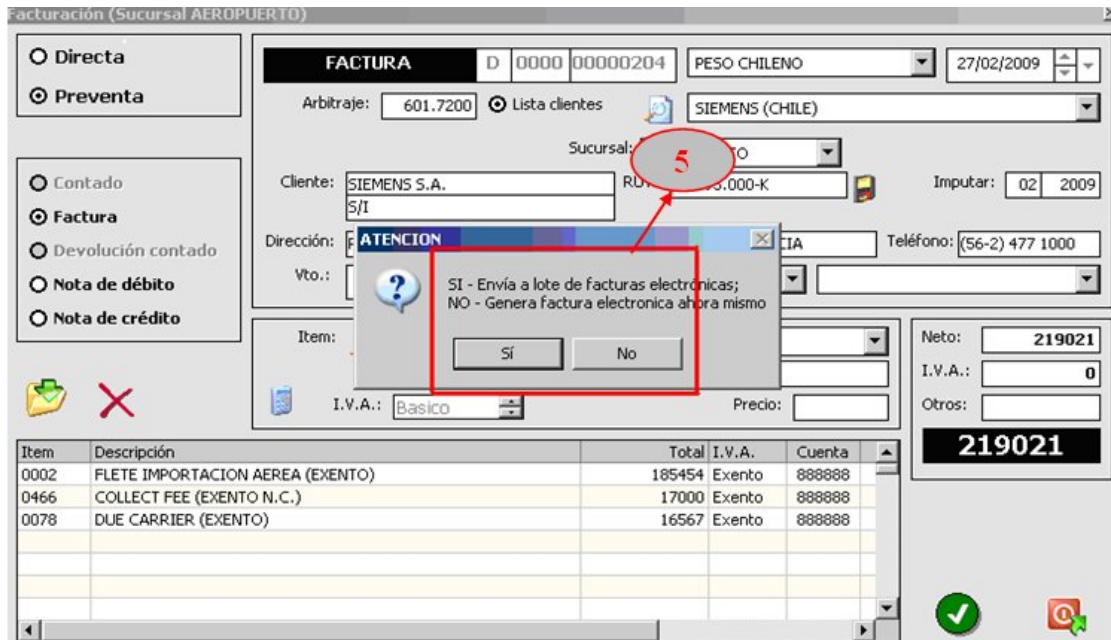 Facturación (Sucursal AEROPUERTO)
Directa
Preventa
FACTURA D 0000 00000204 PESO CHILENO 27/02/2009
Arbitraje: 601.7200 Lista clientes SIEMENS (CHILE)
Sucursal:
5
Contado
Factura
Devolución contado
Nota de débito
Nota de crédito
Cliente: SIEMENS S.A. Imputar: 02 2009
S/I
Dirección: Teléfono: (56-2) 477 1000
Vto.:
ATENCION
SI - Envía a lote de facturas electrónicas;
NO - Genera factura electronica ahora mismo
Sí No
Item:
I.V.A.: Basico Precio:
Neto: 219021
I.V.A.: 0
Otros:
219021
Item Descripción Total I.V.A. Cuenta
0002 FLETE IMPORTACION AEREA (EXENTO) 185454 Exento 888888
0466 COLLECT FEE (EXENTO N.C.) 17000 Exento 888888
0078 DUE CARRIER (EXENTO) 16567 Exento 888888